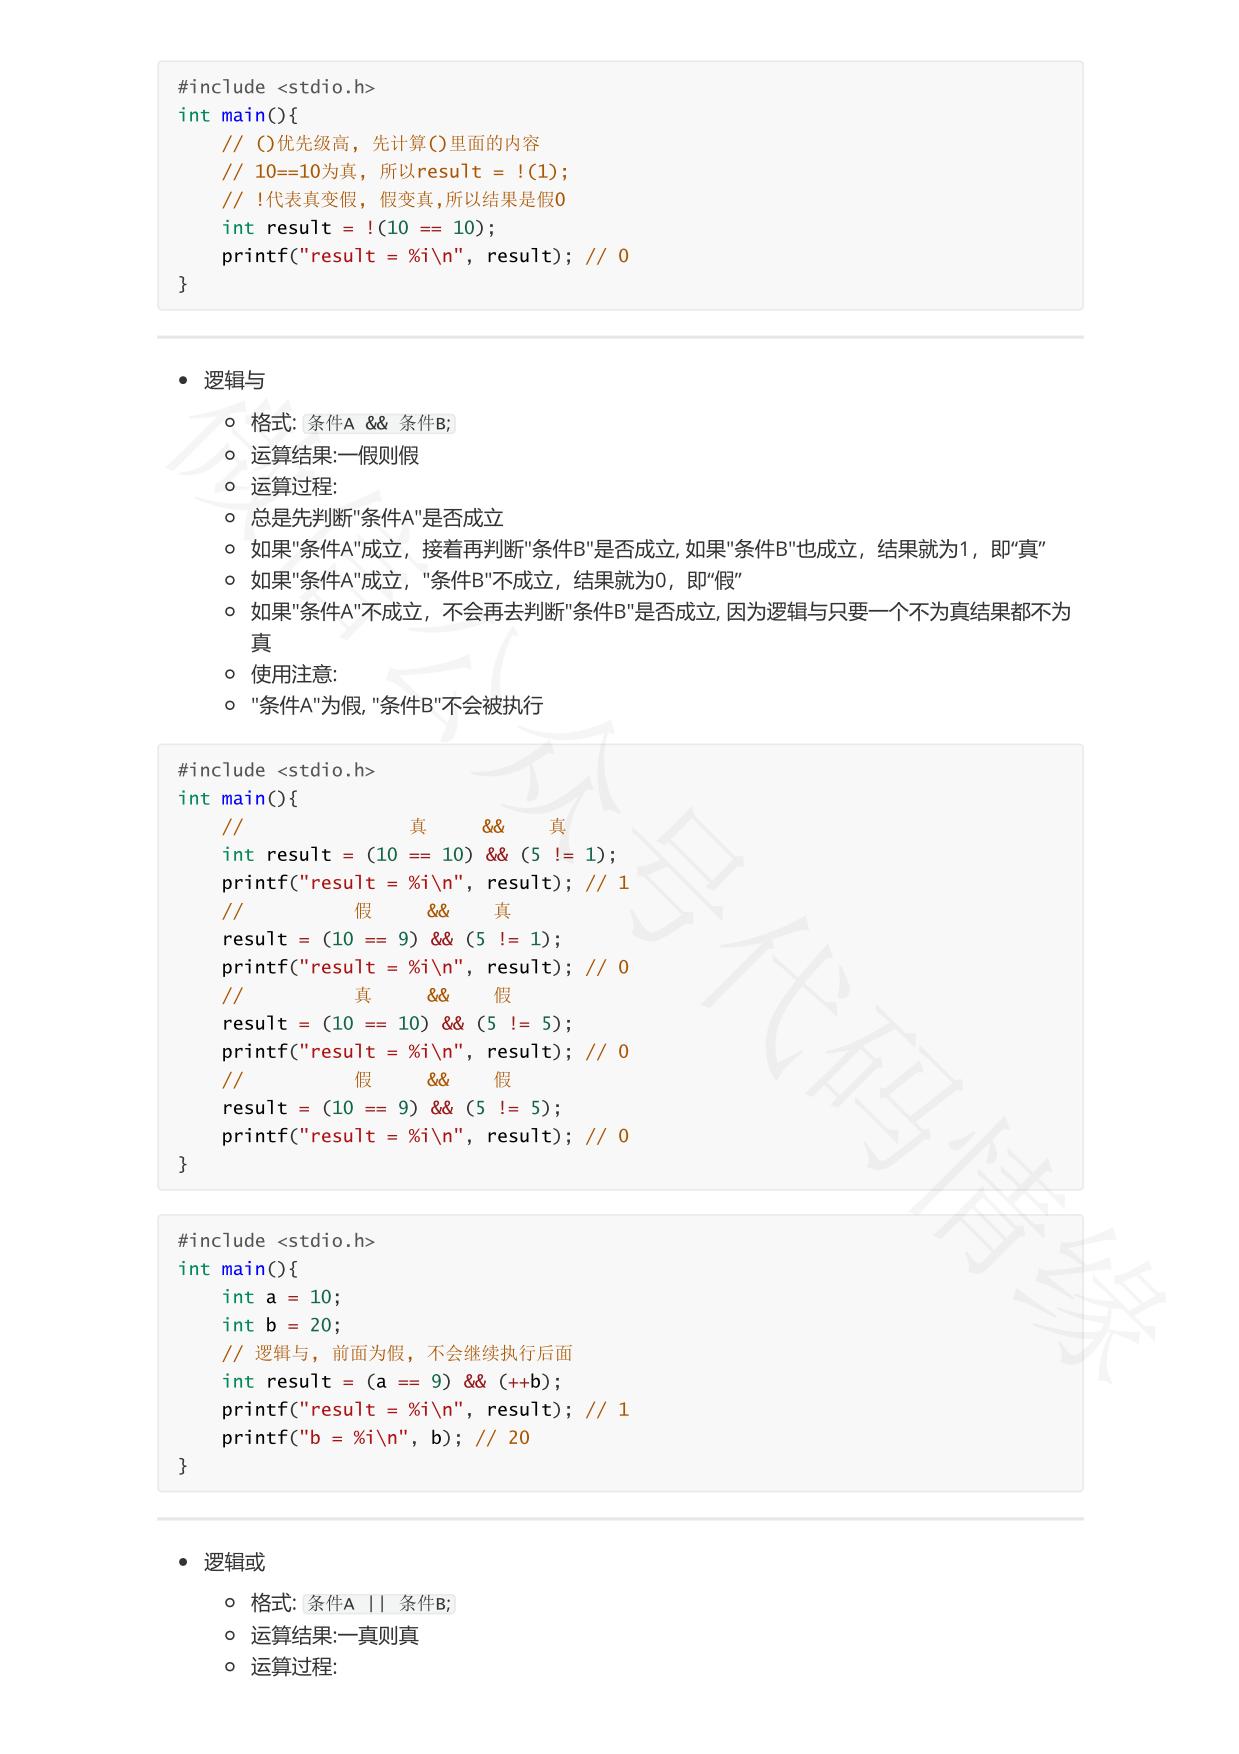 #include <stdio.h>
int main(){
    // ()优先级高, 先计算()里面的内容
    // 10==10为真, 所以result = !(1);
    // !代表真变假, 假变真,所以结果是假0
    int result = !(10 == 10);
    printf("result = %i\n", result); // 0
}
逻辑与
格式: 条件A && 条件B;
运算结果:一假则假
运算过程:
总是先判断"条件A"是否成立
如果"条件A"成立，接着再判断"条件B"是否成立, 如果"条件B"也成立，结果就为1，即“真”
如果"条件A"成立，"条件B"不成立，结果就为0，即“假”
如果"条件A"不成立，不会再去判断"条件B"是否成立, 因为逻辑与只要一个不为真结果都不为
真
使用注意:
"条件A"为假, "条件B"不会被执行
#include <stdio.h>
int main(){
    //               真     &&    真
    int result = (10 == 10) && (5 != 1);
    printf("result = %i\n", result); // 1
    //          假     &&    真
    result = (10 == 9) && (5 != 1);
    printf("result = %i\n", result); // 0
    //          真     &&    假
    result = (10 == 10) && (5 != 5);
    printf("result = %i\n", result); // 0
    //          假     &&    假
    result = (10 == 9) && (5 != 5);
    printf("result = %i\n", result); // 0
}
#include <stdio.h>
int main(){
    int a = 10;
    int b = 20;
    // 逻辑与, 前面为假, 不会继续执行后面
    int result = (a == 9) && (++b);
    printf("result = %i\n", result); // 1
    printf("b = %i\n", b); // 20
}
逻辑或
格式: 条件A || 条件B;
运算结果:一真则真
运算过程:
微信公众号代码情缘